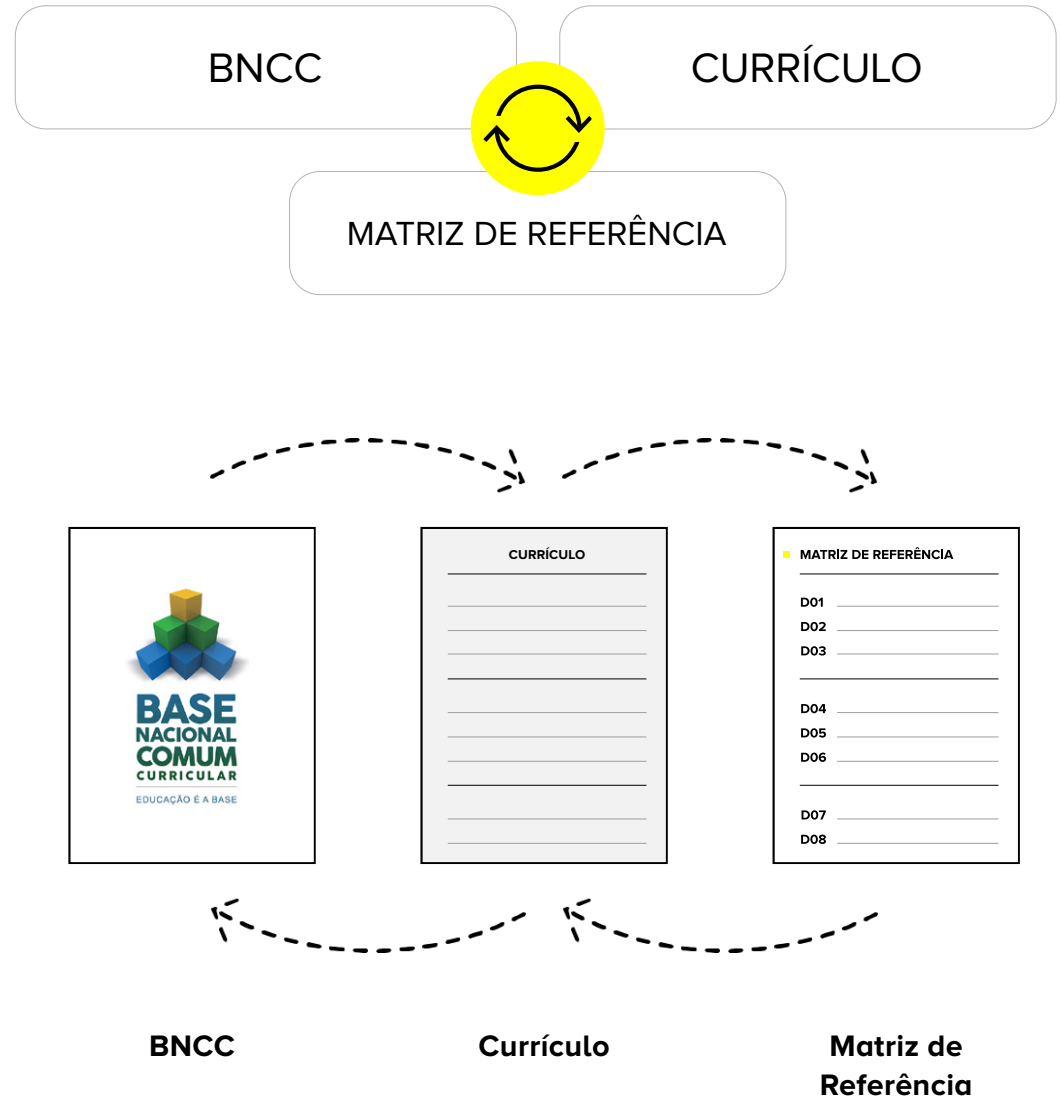 BNCC
CURRÍCULO
MATRIZ DE REFERÊNCIA
BASE
NACIONAL
COMUM
CURRICULAR
EDUCAÇÃO É A BASE
CURRÍCULO
MATRIZ DE REFERÊNCIA
D01
D02
D03
D04
D05
D06
D07
D08
BNCC
Currículo
Matriz de
Referência